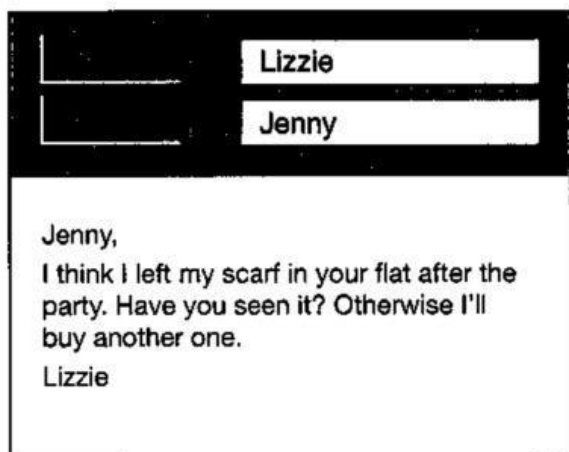 Lizzie
Jenny
Jenny,
I think I left my scarf in your flat after the
party. Have you seen it? Otherwise I'll
buy another one.
Lizzie